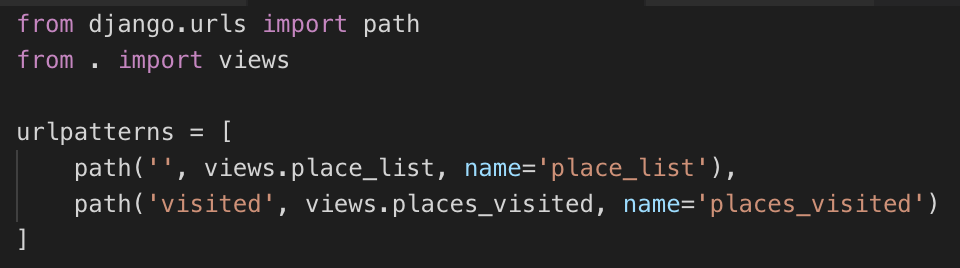 from django.urls import path
from . import views
urlpatterns = [
path('', views.place_list, name='place_list'),
path('visited', views.places_visited, name='places_visited')
]